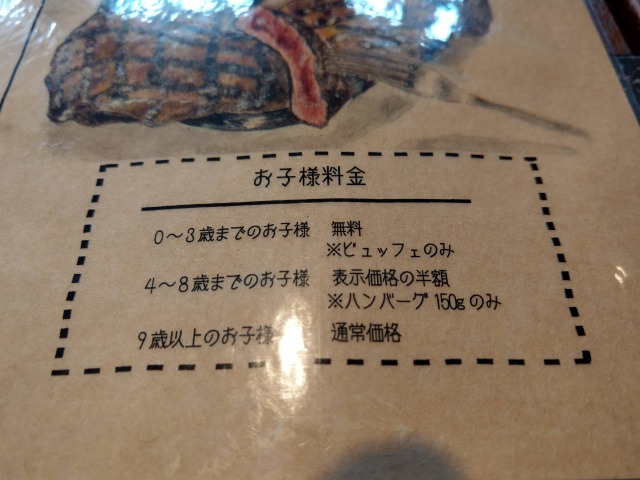 お子様料金
0～3歳までのお子様 無料
※ビュッフェのみ
4～8歳までのお子様 表示価格の半額
※ハンバーグ150gのみ
9歳以上のお子様 通常価格